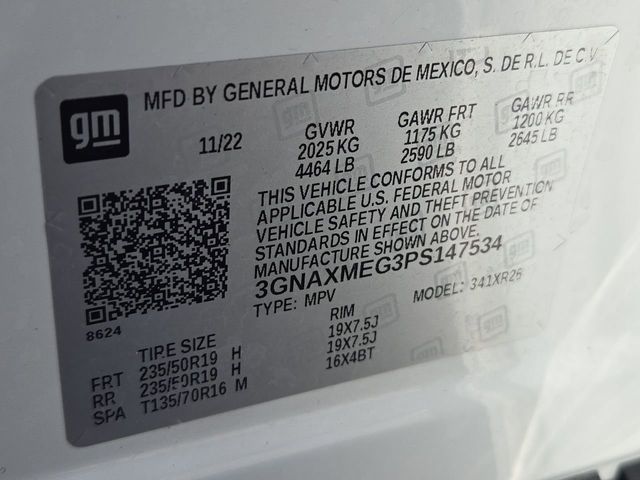 gm
MFD BY GENERAL MOTORS DE MEXICO, S. DE R.L. DE C.V.
11/22 GVWR GAWR FRT GAWR RR
2025 KG 1175 KG 1200 KG
4464 LB 2590 LB 2645 LB
THIS VEHICLE CONFORMS TO ALL
APPLICABLE U.S. FEDERAL MOTOR
VEHICLE SAFETY AND THEFT PREVENTION
STANDARDS IN EFFECT ON THE DATE OF
MANUFACTURE SHOWN ABOVE.
3GNAXMEG3PS147534
TYPE: MPV MODEL: 341XR26
8624
TIRE SIZE RIM
FRT 235/50R19 H 19X7.5J
RR 235/50R19 H 19X7.5J
SPA T135/70R16 M 16X4BT